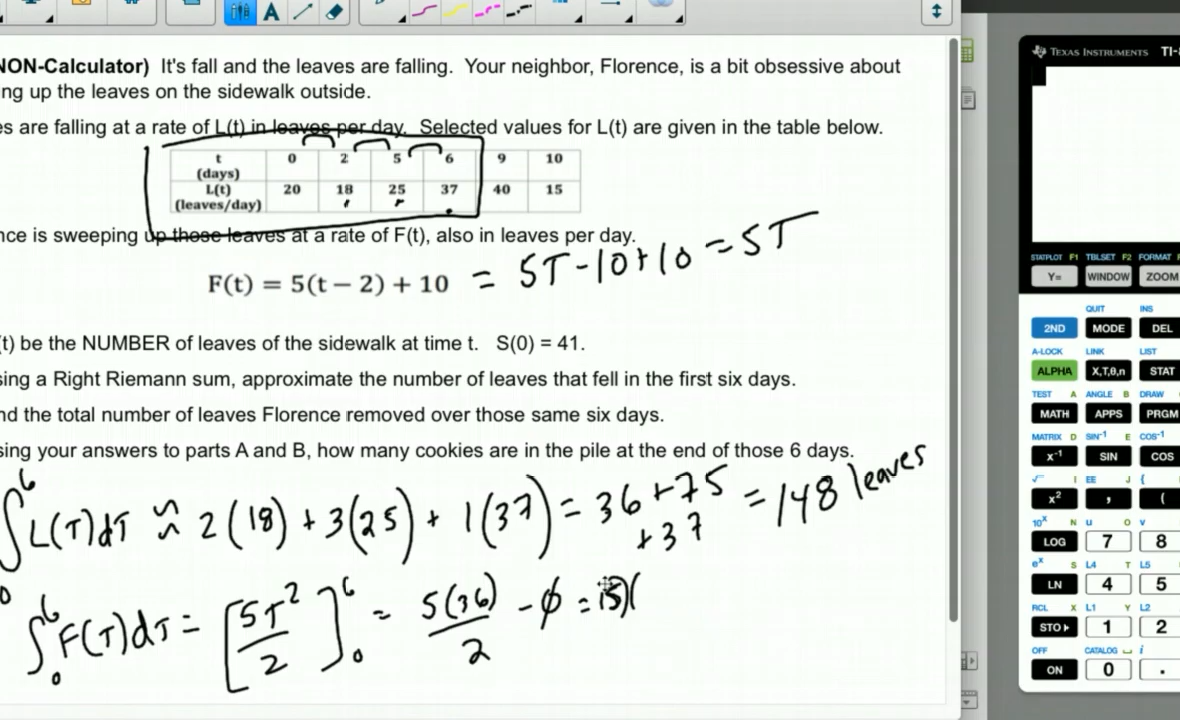 NON-Calculator) It's fall and the leaves are falling. Your neighbor, Florence, is a bit obsessive about
ng up the leaves on the sidewalk outside.
es are falling at a rate of L(t) in leaves per day. Selected values for L(t) are given in the table below.
t (days) 0 2 5 6 9 10
L(t) (leaves/day) 20 18 25 37 40 15
nce is sweeping up those leaves at a rate of F(t), also in leaves per day.
F(t) = 5(t − 2) + 10 = 5T - 10 + 10 = 5T
(t) be the NUMBER of leaves of the sidewalk at time t. S(0) = 41.
sing a Right Riemann sum, approximate the number of leaves that fell in the first six days.
nd the total number of leaves Florence removed over those same six days.
sing your answers to parts A and B, how many cookies are in the pile at the end of those 6 days.
∫₀⁶ L(T)dT ≈ 2(18) + 3(25) + 1(37) = 36 + 75 + 37 = 148 leaves
∫₀⁶ F(T)dT = [5T²/2]₀⁶ = 5(36)/2 - 0 =
TEXAS INSTRUMENTS TI-8
STATPLOT F1 TBLSET F2 FORMAT F
Y= WINDOW ZOOM
QUIT INS
2ND MODE DEL
A-LOCK LINK LIST
ALPHA X,T,θ,n STAT
TEST A ANGLE B DRAW
MATH APPS PRGM
MATRIX D SIN⁻¹ E COS⁻¹
x⁻¹ SIN COS
√ I EE J {
x² , (
10ˣ N u O v
LOG 7 8
eˣ S L4 T L5
LN 4 5
RCL X L1 Y L2
STO▸ 1 2
OFF CATALOG i
ON 0 .